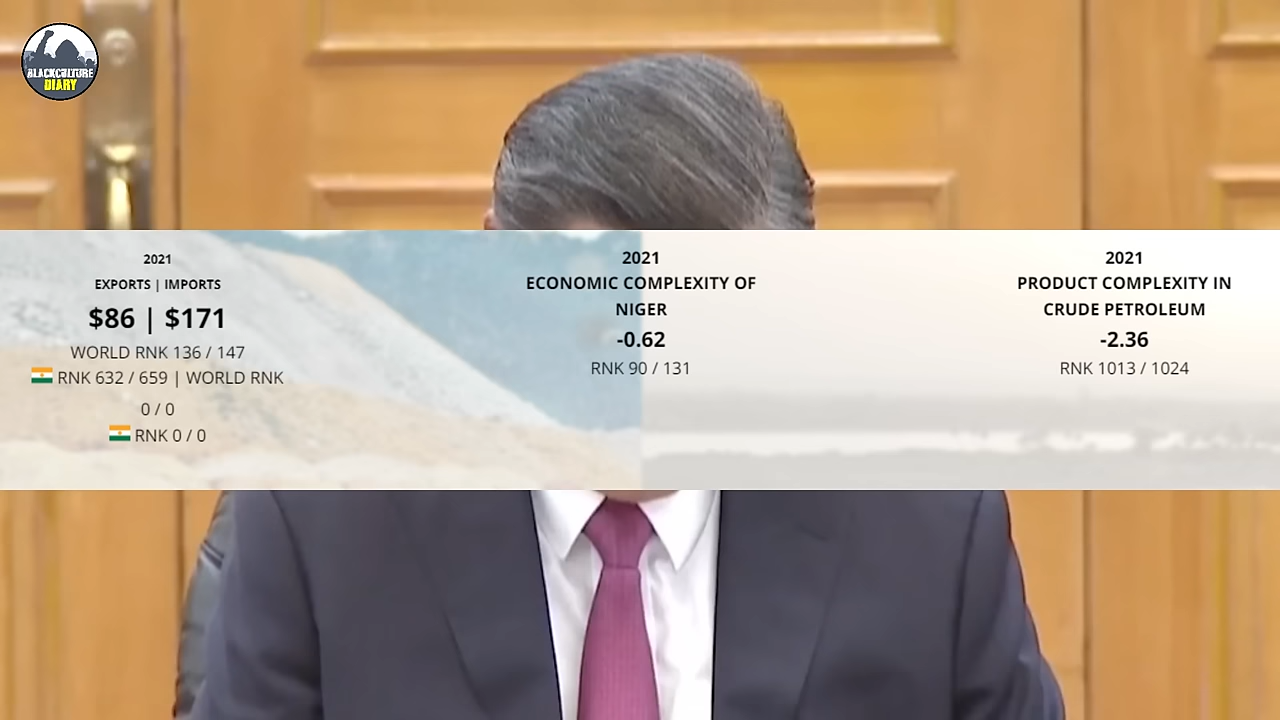 BLACKCULTURE
DIARY
2021
EXPORTS | IMPORTS
$86 | $171
WORLD RNK 136 / 147
RNK 632 / 659 | WORLD RNK
0 / 0
RNK 0 / 0
2021
ECONOMIC COMPLEXITY OF
NIGER
-0.62
RNK 90 / 131
2021
PRODUCT COMPLEXITY IN
CRUDE PETROLEUM
-2.36
RNK 1013 / 1024